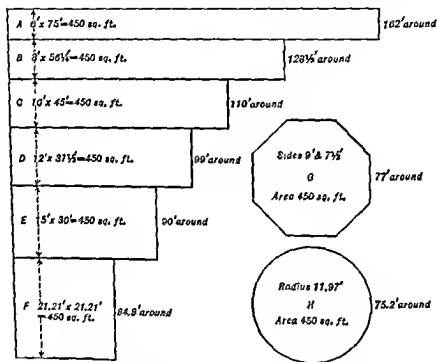 A 6'x 75'=450 sq. ft.
162'around
B 8'x 56¼=450 sq. ft.
128½'around
C 10'x 45'=450 sq. ft.
110'around
D 12'x 37½=450 sq. ft.
99'around
E 15'x 30'=450 sq. ft.
90'around
F 21.21'x 21.21'
=450 sq. ft.
84.8'around
Sides 9'& 7½'
G
Area 450 sq. ft.
77'around
Radius 11.97'
H
Area 450 sq. ft.
75.2'around